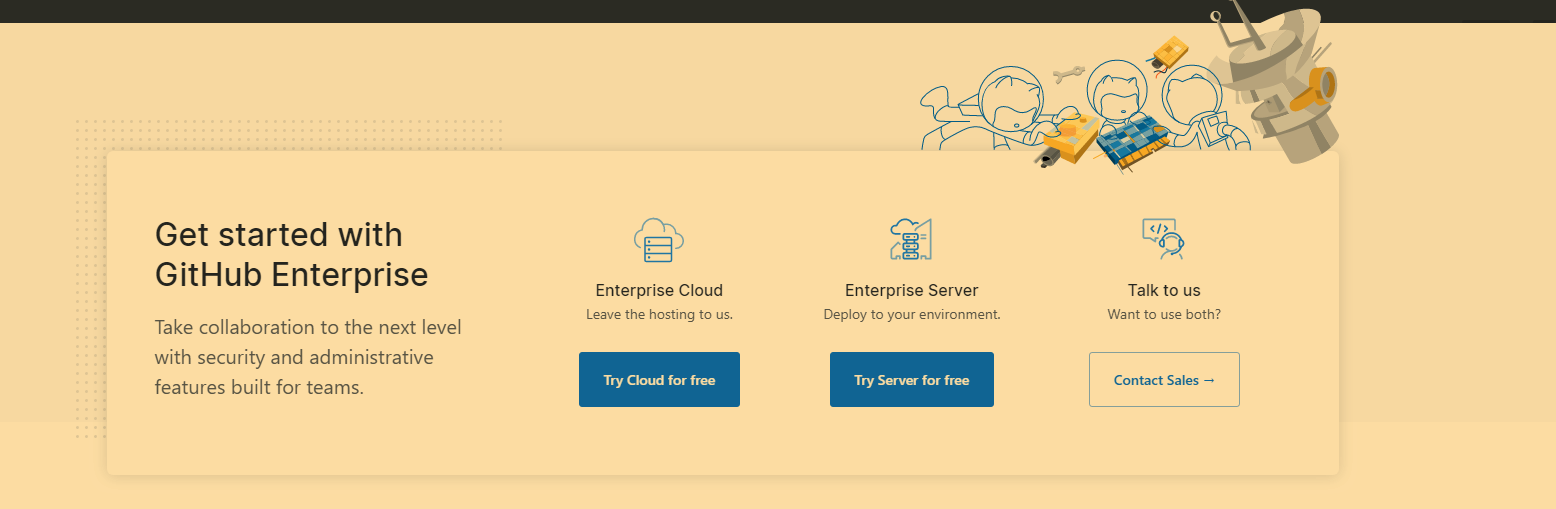 Get started with
GitHub Enterprise
Take collaboration to the next level
with security and administrative
features built for teams.
Enterprise Cloud
Leave the hosting to us.
Try Cloud for free
Enterprise Server
Deploy to your environment.
Try Server for free
Talk to us
Want to use both?
Contact Sales →